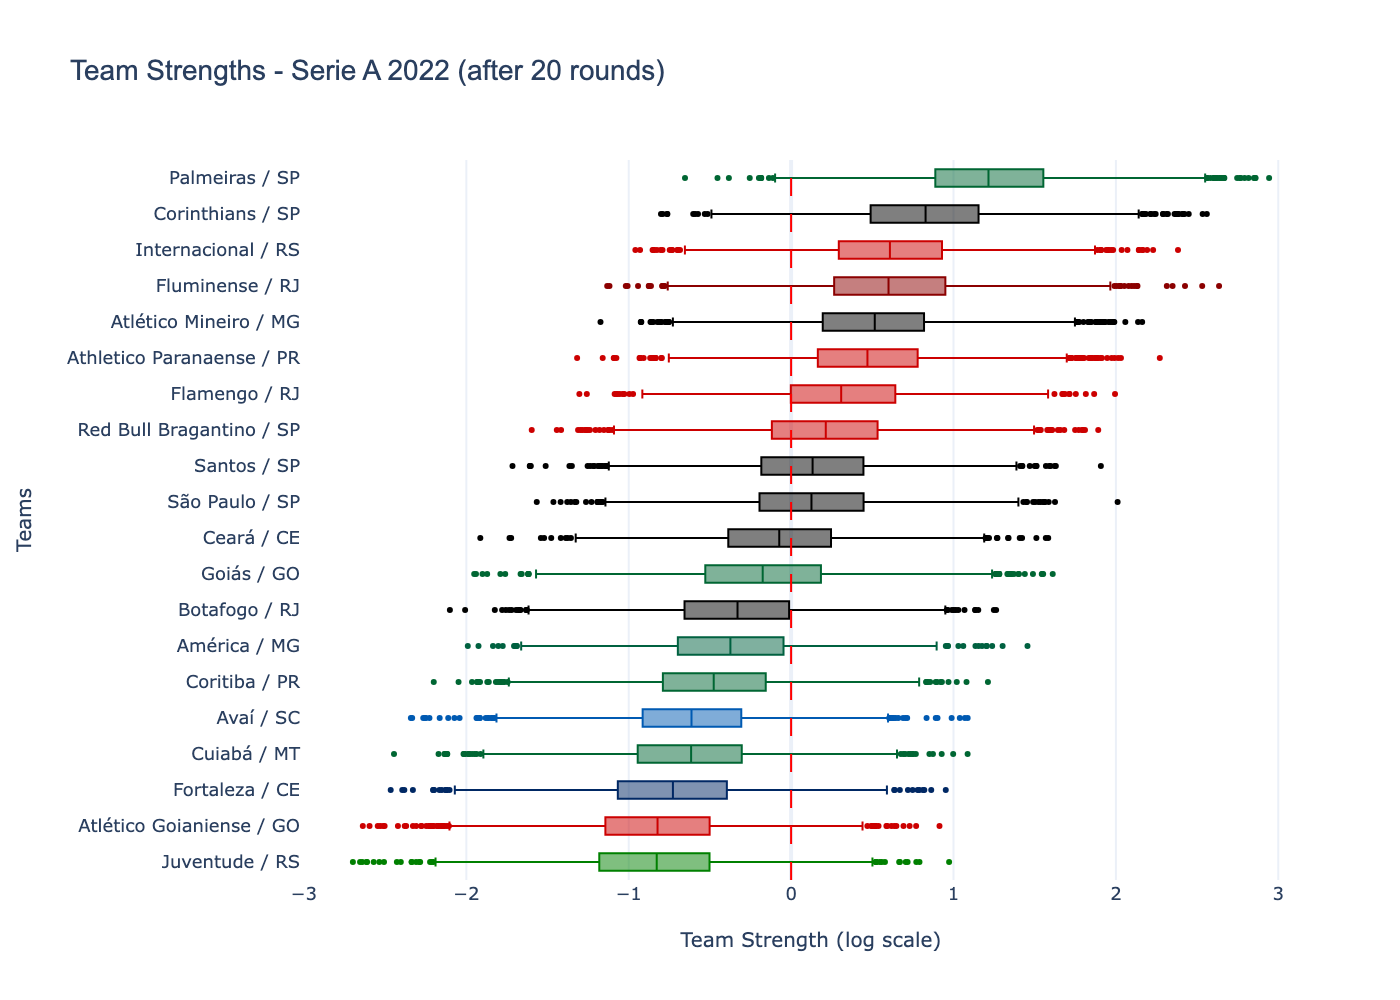 Team Strengths - Serie A 2022 (after 20 rounds)
Palmeiras / SP
Corinthians / SP
Internacional / RS
Fluminense / RJ
Atlético Mineiro / MG
Athletico Paranaense / PR
Flamengo / RJ
Red Bull Bragantino / SP
Santos / SP
São Paulo / SP
Ceará / CE
Goiás / GO
Botafogo / RJ
América / MG
Coritiba / PR
Avaí / SC
Cuiabá / MT
Fortaleza / CE
Atlético Goianiense / GO
Juventude / RS
Teams
−3 −2 −1 0 1 2 3
Team Strength (log scale)